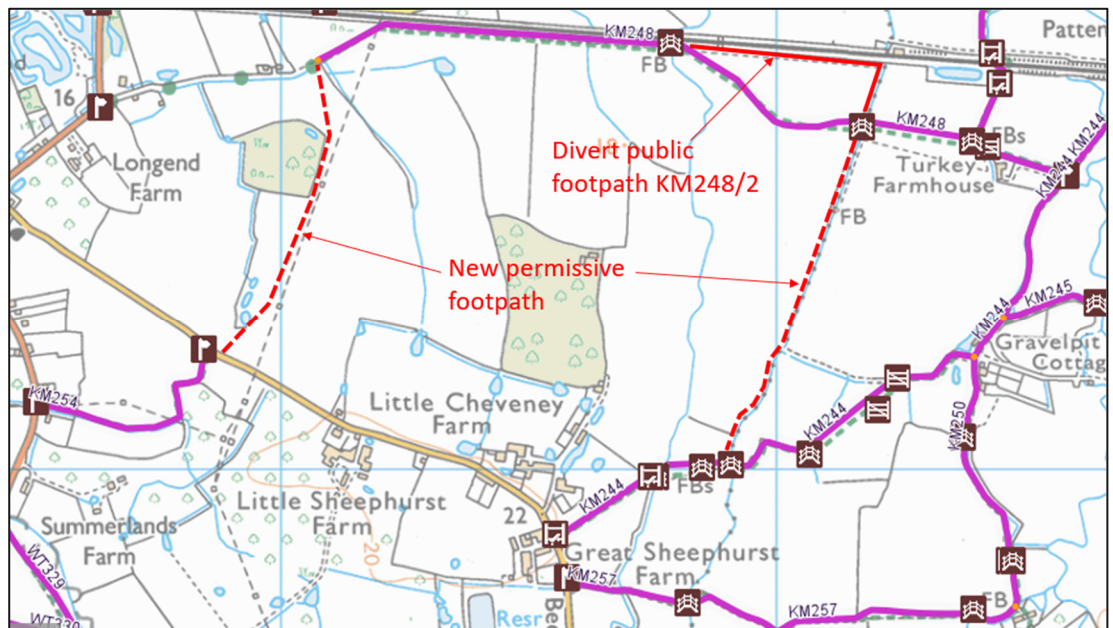 KM248
Patten
FB
16
Longend
Farm
Divert public
footpath KM248/2
KM248
FBs
KM244
KM244
Turkey
Farmhouse
FB
New permissive
footpath
KM245
KM244
Gravelpit
Cottag
KM254
Little Cheveney
Farm
KM244
KM250
FBs
KM244
Little Sheephurst
Farm
22
20
Summerlands
Farm
Great Sheephurst
Farm
WT329
KM257
KM257
FB
Resr
Be